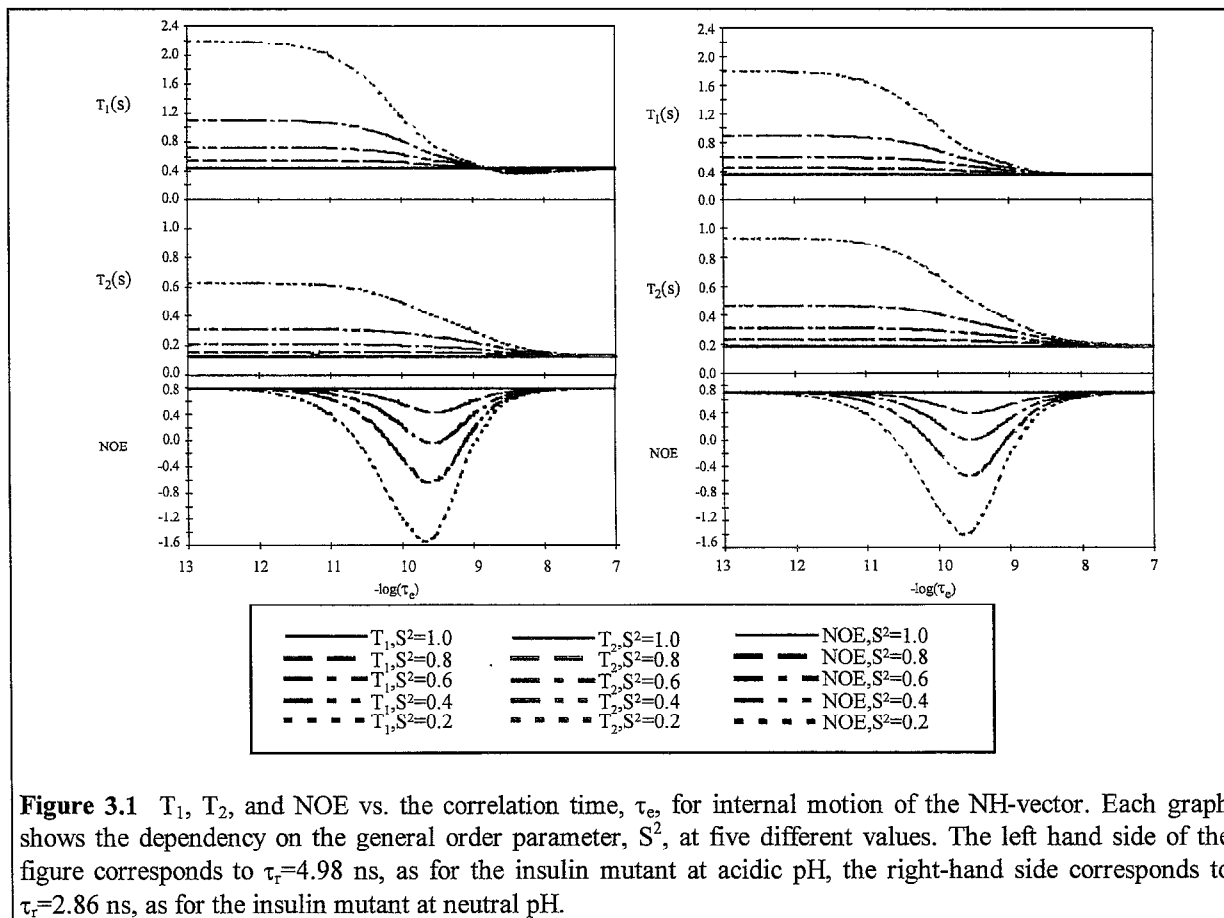 2.4
2.0
1.6
T1(s) 1.2
0.8
0.4
0.0
1.0
0.8
T2(s) 0.6
0.4
0.2
0.0
0.8
0.4
NOE 0.0
-0.4
-0.8
-1.2
-1.6
13 12 11 10 9 8 7
-log(τe)
2.4
2.0
1.6
T1(s) 1.2
0.8
0.4
0.0
1.0
0.8
T2(s) 0.6
0.4
0.2
0.0
0.8
0.4
NOE 0.0
-0.4
-0.8
-1.2
-1.6
13 12 11 10 9 8 7
-log(τe)
T1,S²=1.0 T2,S²=1.0 NOE,S²=1.0
T1,S²=0.8 T2,S²=0.8 NOE,S²=0.8
T1,S²=0.6 T2,S²=0.6 NOE,S²=0.6
T1,S²=0.4 T2,S²=0.4 NOE,S²=0.4
T1,S²=0.2 T2,S²=0.2 NOE,S²=0.2
Figure 3.1 T1, T2, and NOE vs. the correlation time, τe, for internal motion of the NH-vector. Each graph
shows the dependency on the general order parameter, S², at five different values. The left hand side of the
figure corresponds to τr=4.98 ns, as for the insulin mutant at acidic pH, the right-hand side corresponds to
τr=2.86 ns, as for the insulin mutant at neutral pH.